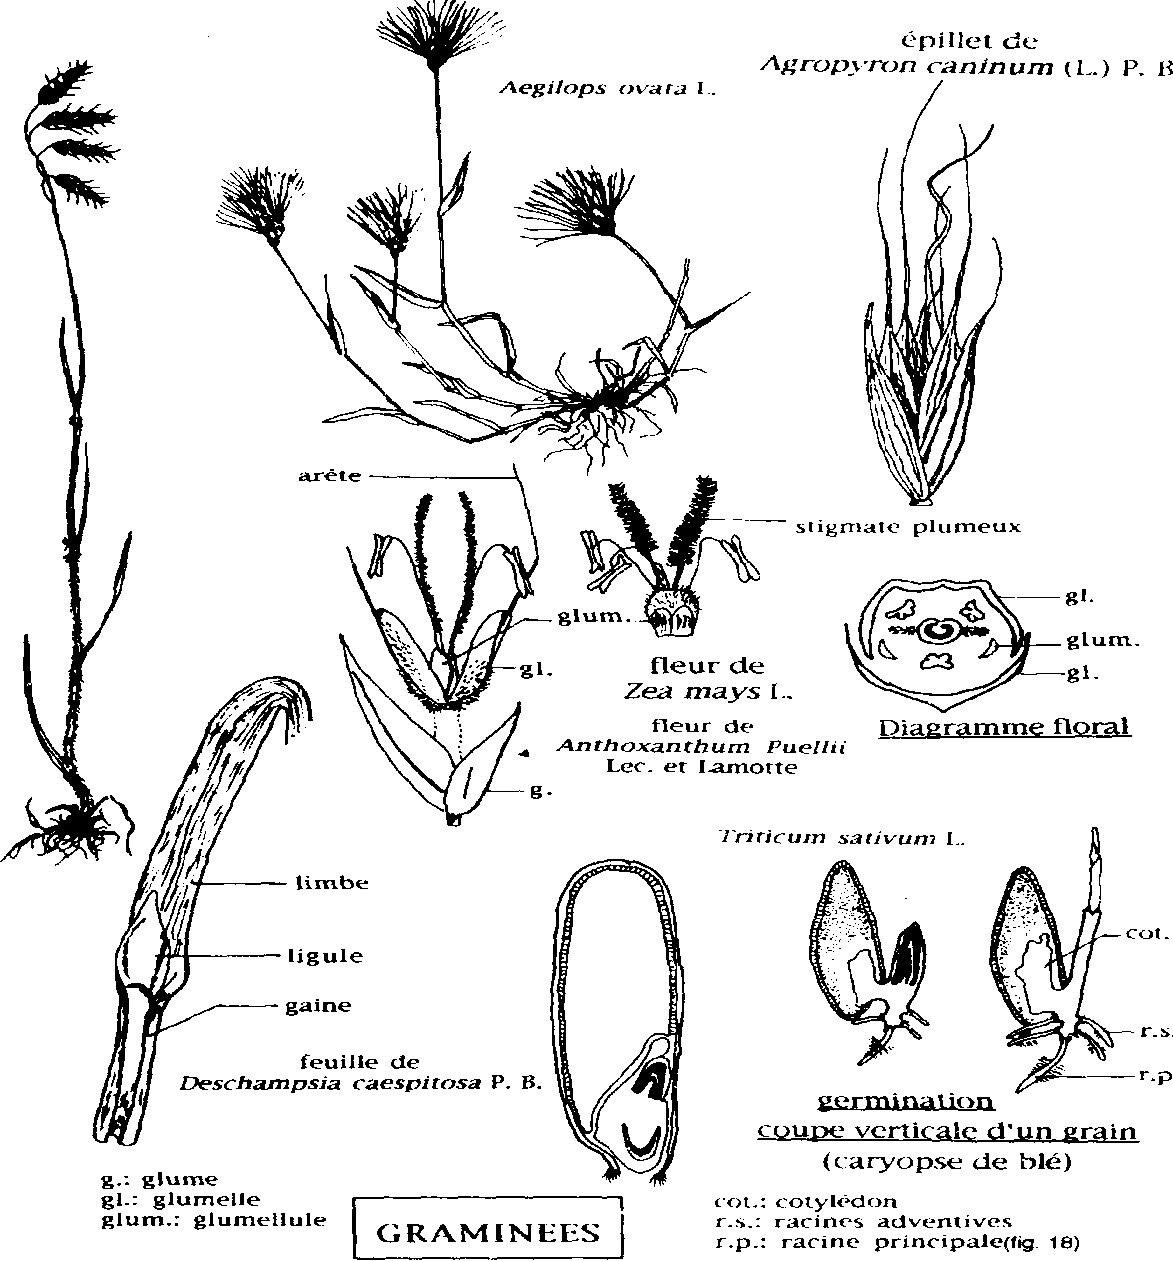 épillet de
Agropyron caninum (L.) P. B
Aegilops ovata L.
arête
stigmate plumeux
glum.
gl.
gl.
glum.
gl.
fleur de
Zea mays L.
Diagramme floral
fleur de
Anthoxanthum Puellii
Lec. et Lamotte
g.
Triticum sativum L.
limbe
ligule
gaine
cot.
r.s.
r.p
feuille de
Deschampsia caespitosa P. B.
germination
coupe verticale d'un grain
(caryopse de blé)
g.: glume
gl.: glumelle
glum.: glumellule
GRAMINEES
cot.: cotylédon
r.s.: racines adventives
r.p.: racine principale(fig. 18)